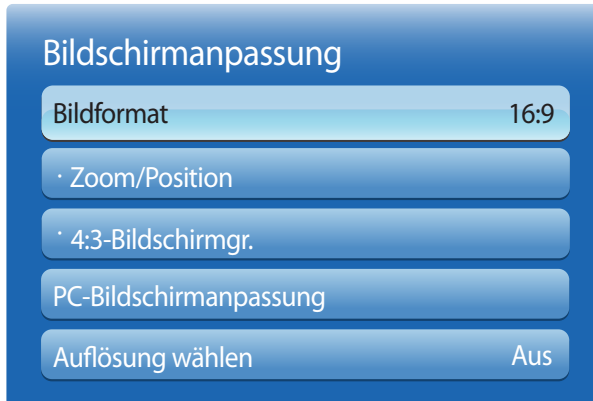 Bildschirmanpassung
Bildformat 16:9
· Zoom/Position
· 4:3-Bildschirmgr.
PC-Bildschirmanpassung
Auflösung wählen Aus